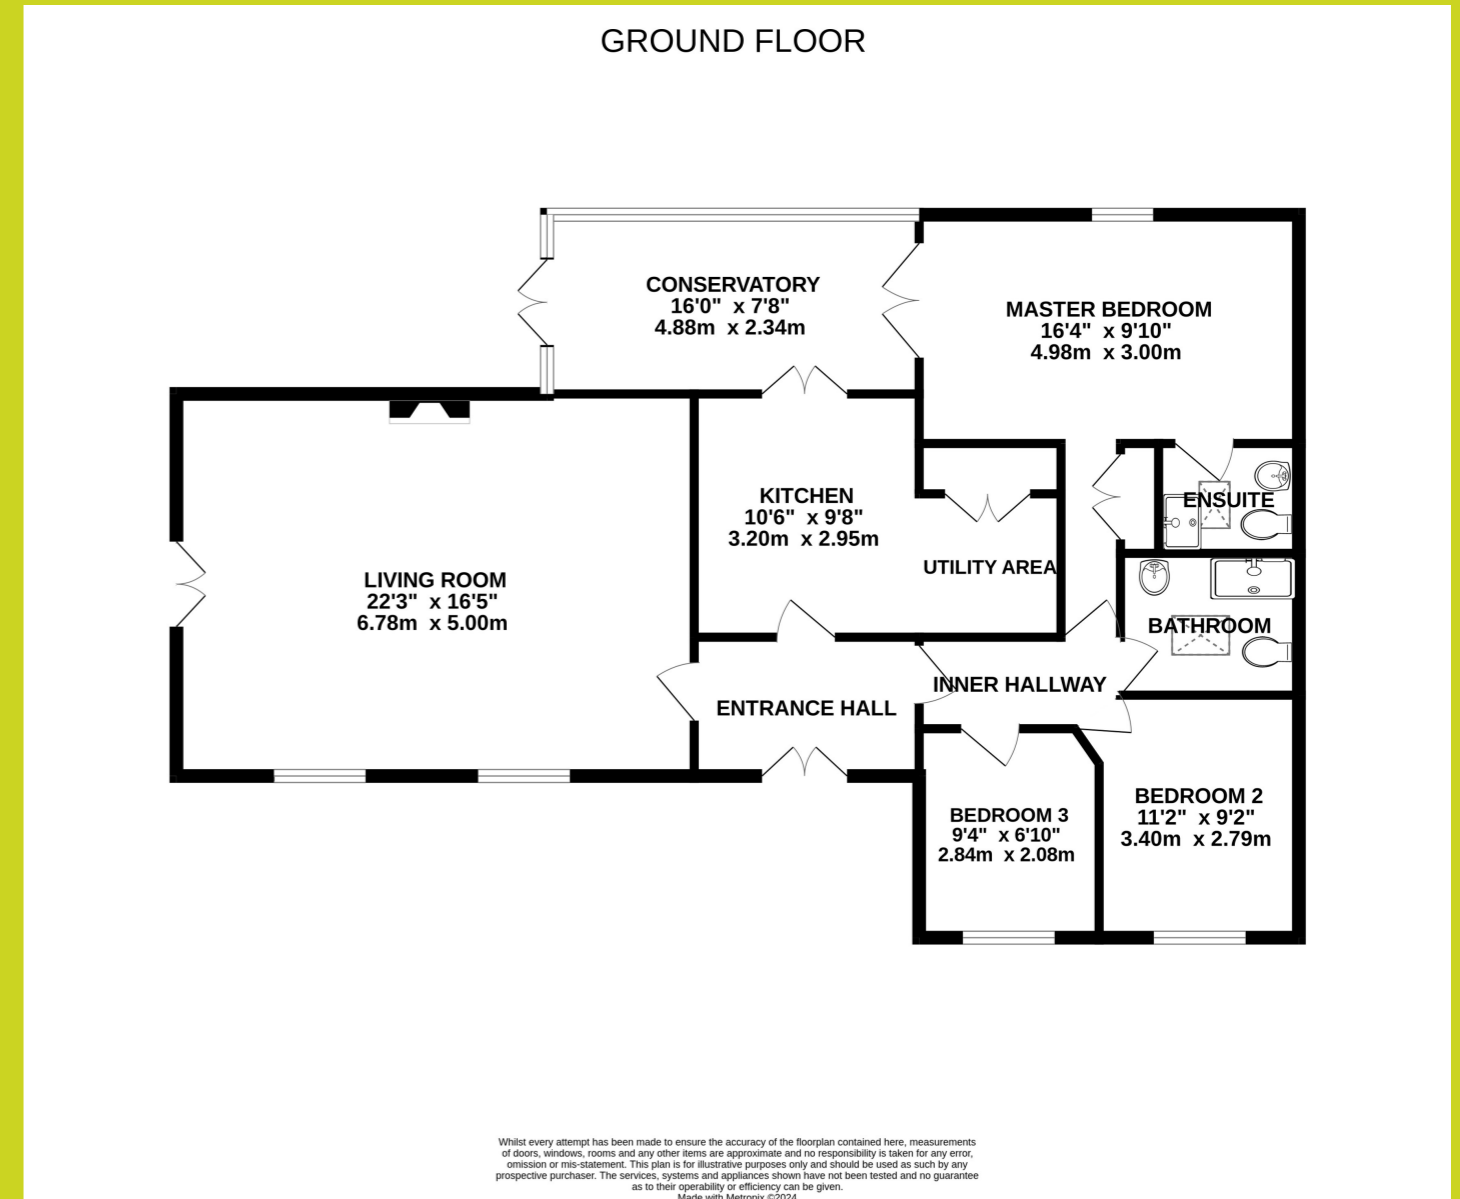 GROUND FLOOR
CONSERVATORY
16'0" x 7'8"
4.88m x 2.34m
MASTER BEDROOM
16'4" x 9'10"
4.98m x 3.00m
KITCHEN
10'6" x 9'8"
3.20m x 2.95m
ENSUITE
UTILITY AREA
LIVING ROOM
22'3" x 16'5"
6.78m x 5.00m
BATHROOM
INNER HALLWAY
ENTRANCE HALL
BEDROOM 3
9'4" x 6'10"
2.84m x 2.08m
BEDROOM 2
11'2" x 9'2"
3.40m x 2.79m
Whilst every attempt has been made to ensure the accuracy of the floorplan contained here, measurements
of doors, windows, rooms and any other items are approximate and no responsibility is taken for any error,
omission or mis-statement. This plan is for illustrative purposes only and should be used as such by any
prospective purchaser. The services, systems and appliances shown have not been tested and no guarantee
as to their operability or efficiency can be given.
Made with Metropix ©2024